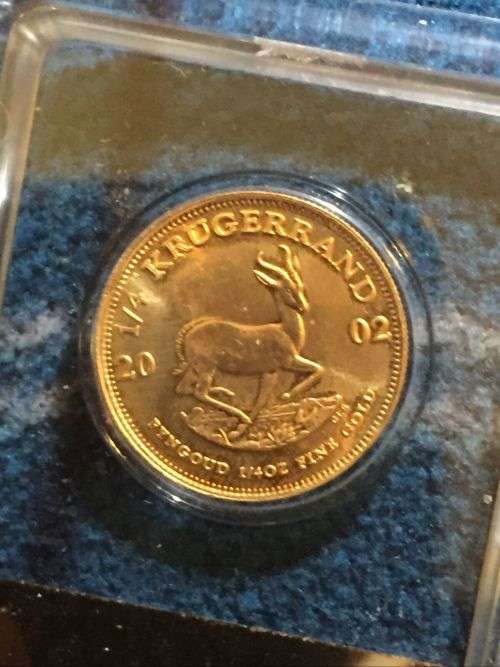 1/4 KRUGERRAND
20 02
FYNGOUD 1/4OZ FINE GOLD